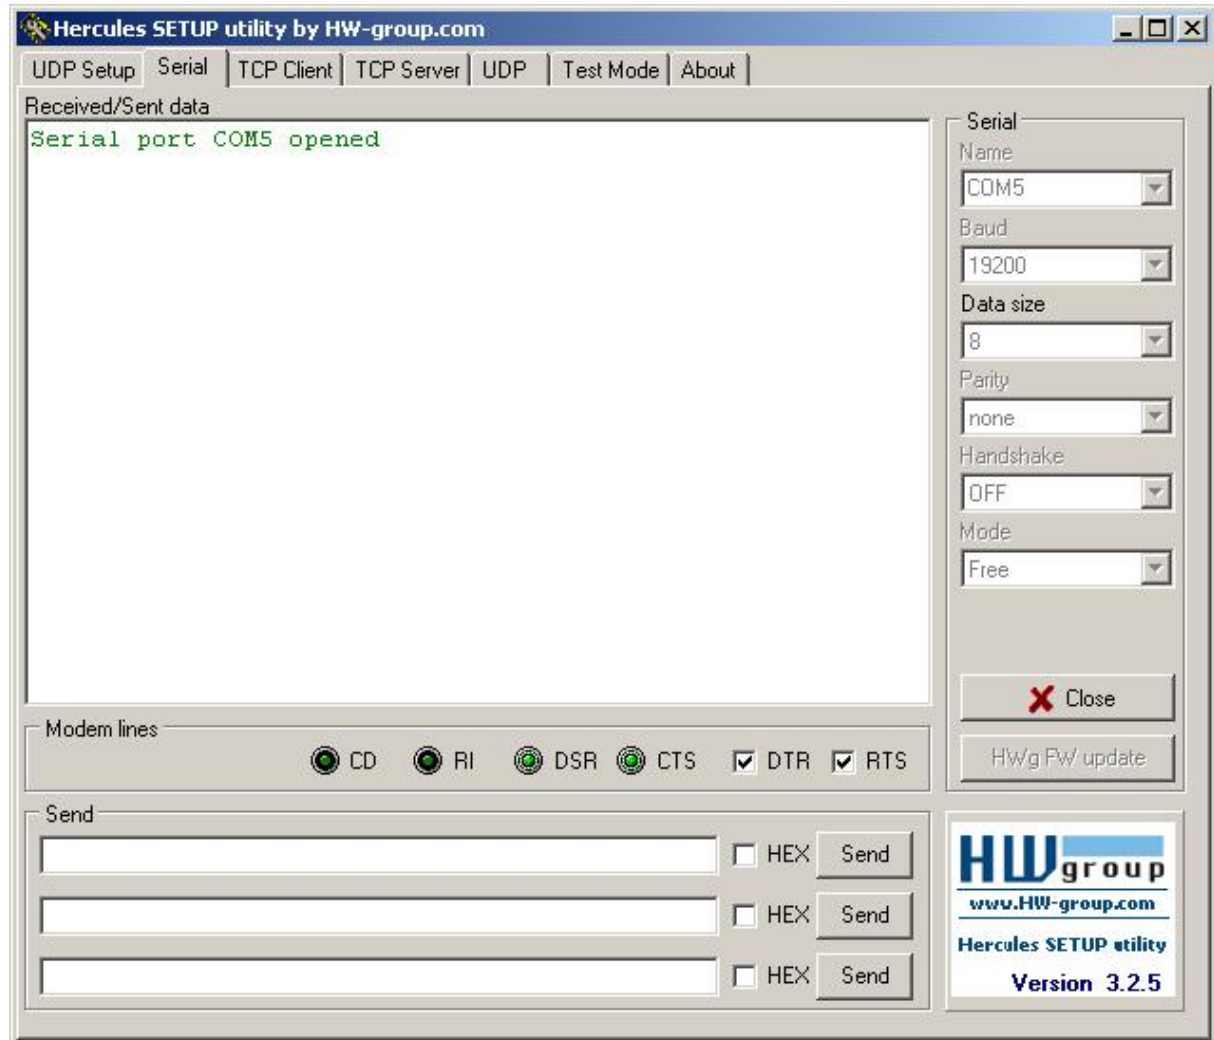 Hercules SETUP utility by HW-group.com
UDP Setup Serial TCP Client TCP Server UDP Test Mode About
Received/Sent data
Serial port COM5 opened
Serial
Name
COM5
Baud
19200
Data size
8
Parity
none
Handshake
OFF
Mode
Free
Close
HWg FW update
Modem lines
CD RI DSR CTS DTR RTS
Send
HEX Send
HEX Send
HEX Send
HW group
www.HW-group.com
Hercules SETUP utility
Version 3.2.5